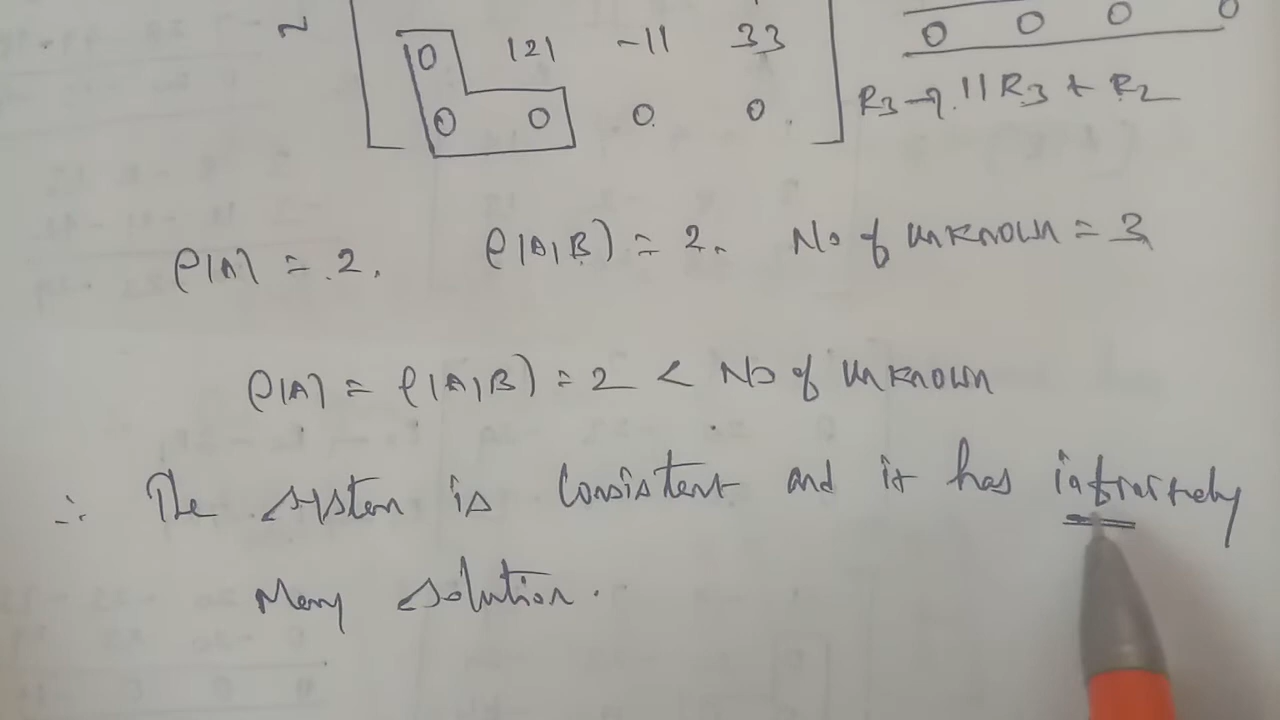 0 0 0 0
~ 0 121 -11 33
0 0 0 0 R3→11R3 + R2
ρ(A) = 2. ρ(A,B) = 2. No of unknown = 3
ρ(A) = ρ(A,B) = 2 < No of unknown
∴ The system is consistent and it has infinitely
Many solution.